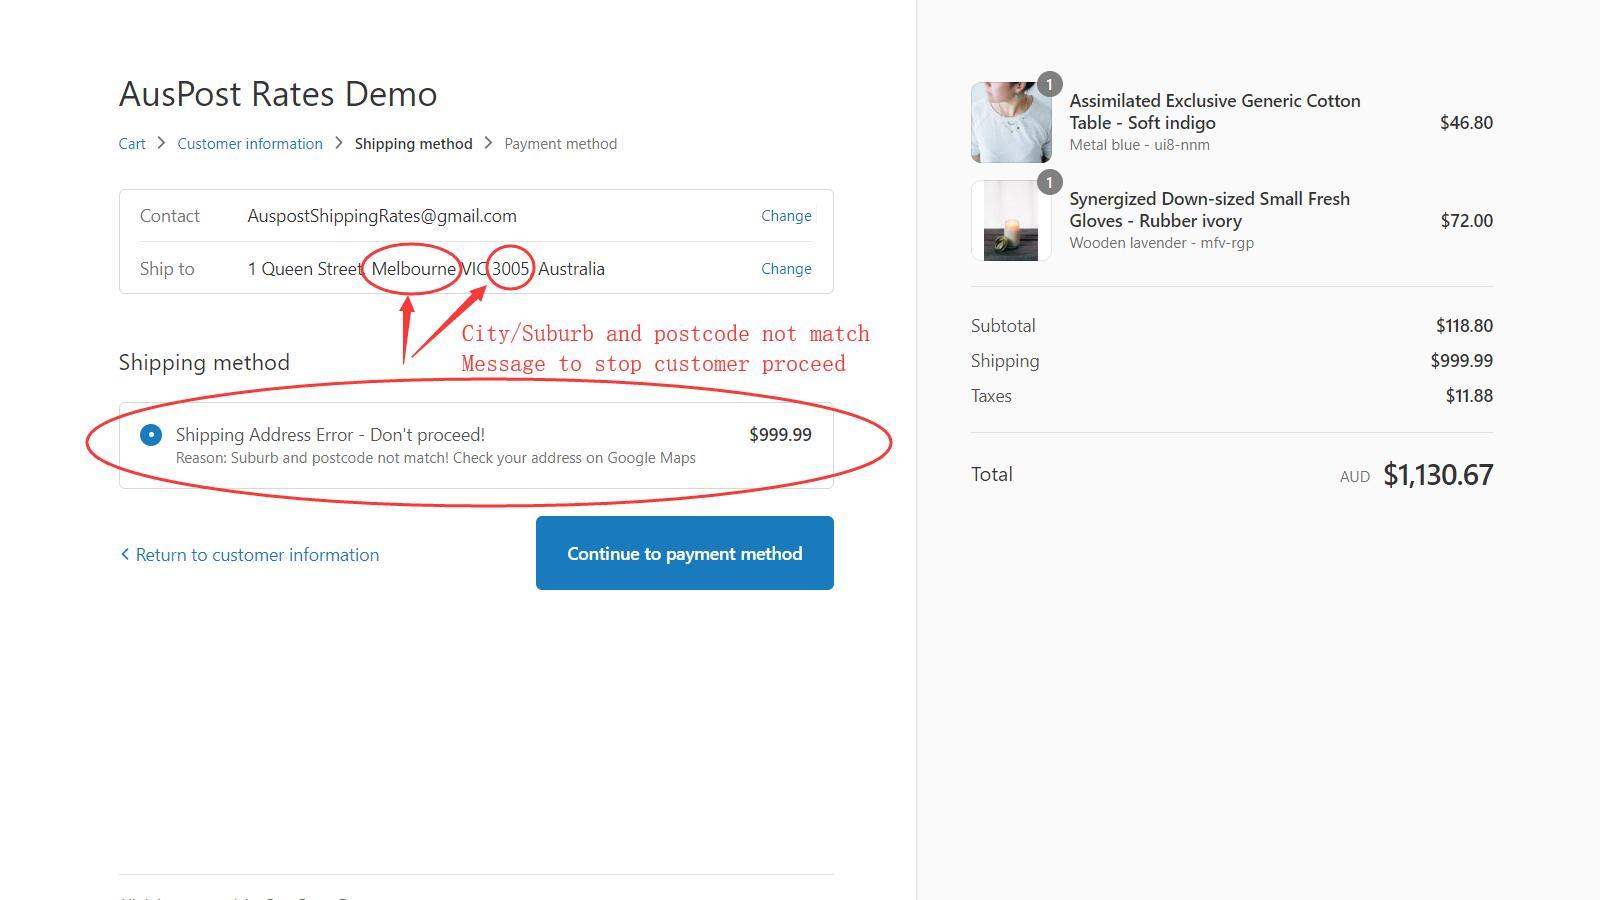 AusPost Rates Demo
Cart > Customer information > Shipping method > Payment method
Contact AuspostShippingRates@gmail.com Change
Ship to 1 Queen Street, Melbourne VIC 3005, Australia Change
City/Suburb and postcode not match
Message to stop customer proceed
Shipping method
Shipping Address Error - Don't proceed! $999.99
Reason: Suburb and postcode not match! Check your address on Google Maps
< Return to customer information
Continue to payment method
1
Assimilated Exclusive Generic Cotton
Table - Soft indigo
$46.80
Metal blue - ui8-nnm
1
Synergized Down-sized Small Fresh
Gloves - Rubber ivory
$72.00
Wooden lavender - mfv-rgp
Subtotal $118.80
Shipping $999.99
Taxes $11.88
Total AUD $1,130.67